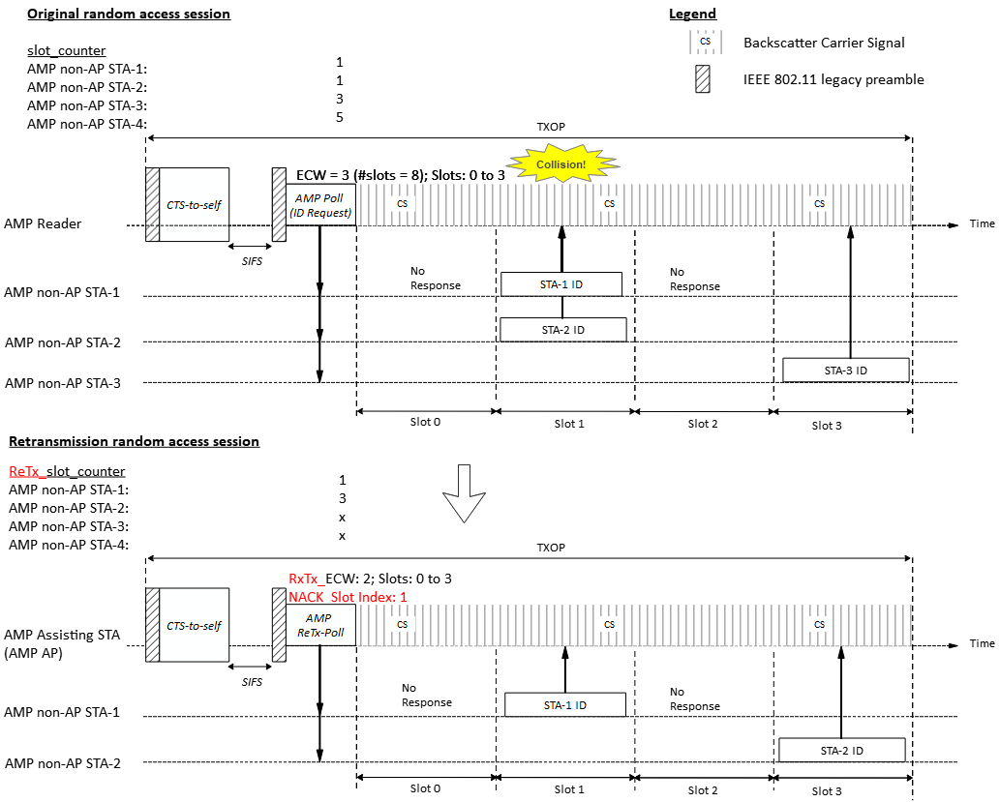 Original random access session
Legend
slot_counter
AMP non-AP STA-1: 1
AMP non-AP STA-2: 1
AMP non-AP STA-3: 3
AMP non-AP STA-4: 5
CS Backscatter Carrier Signal
IEEE 802.11 legacy preamble
TXOP
Collision!
ECW = 3 (#slots = 8); Slots: 0 to 3
CTS-to-self
AMP Poll
(ID Request)
CS CS CS
AMP Reader
Time
SIFS
No
Response
No
Response
AMP non-AP STA-1
STA-1 ID
STA-2 ID
AMP non-AP STA-2
STA-3 ID
AMP non-AP STA-3
Slot 0 Slot 1 Slot 2 Slot 3
Retransmission random access session
ReTx_slot_counter
AMP non-AP STA-1: 1
AMP non-AP STA-2: 3
AMP non-AP STA-3: x
AMP non-AP STA-4: x
TXOP
RxTx_ECW: 2; Slots: 0 to 3
NACK_Slot Index: 1
CTS-to-self
AMP
ReTx-Poll
CS CS CS
AMP Assisting STA
(AMP AP)
Time
SIFS
No
Response
No
Response
STA-1 ID
AMP non-AP STA-1
STA-2 ID
AMP non-AP STA-2
Slot 0 Slot 1 Slot 2 Slot 3